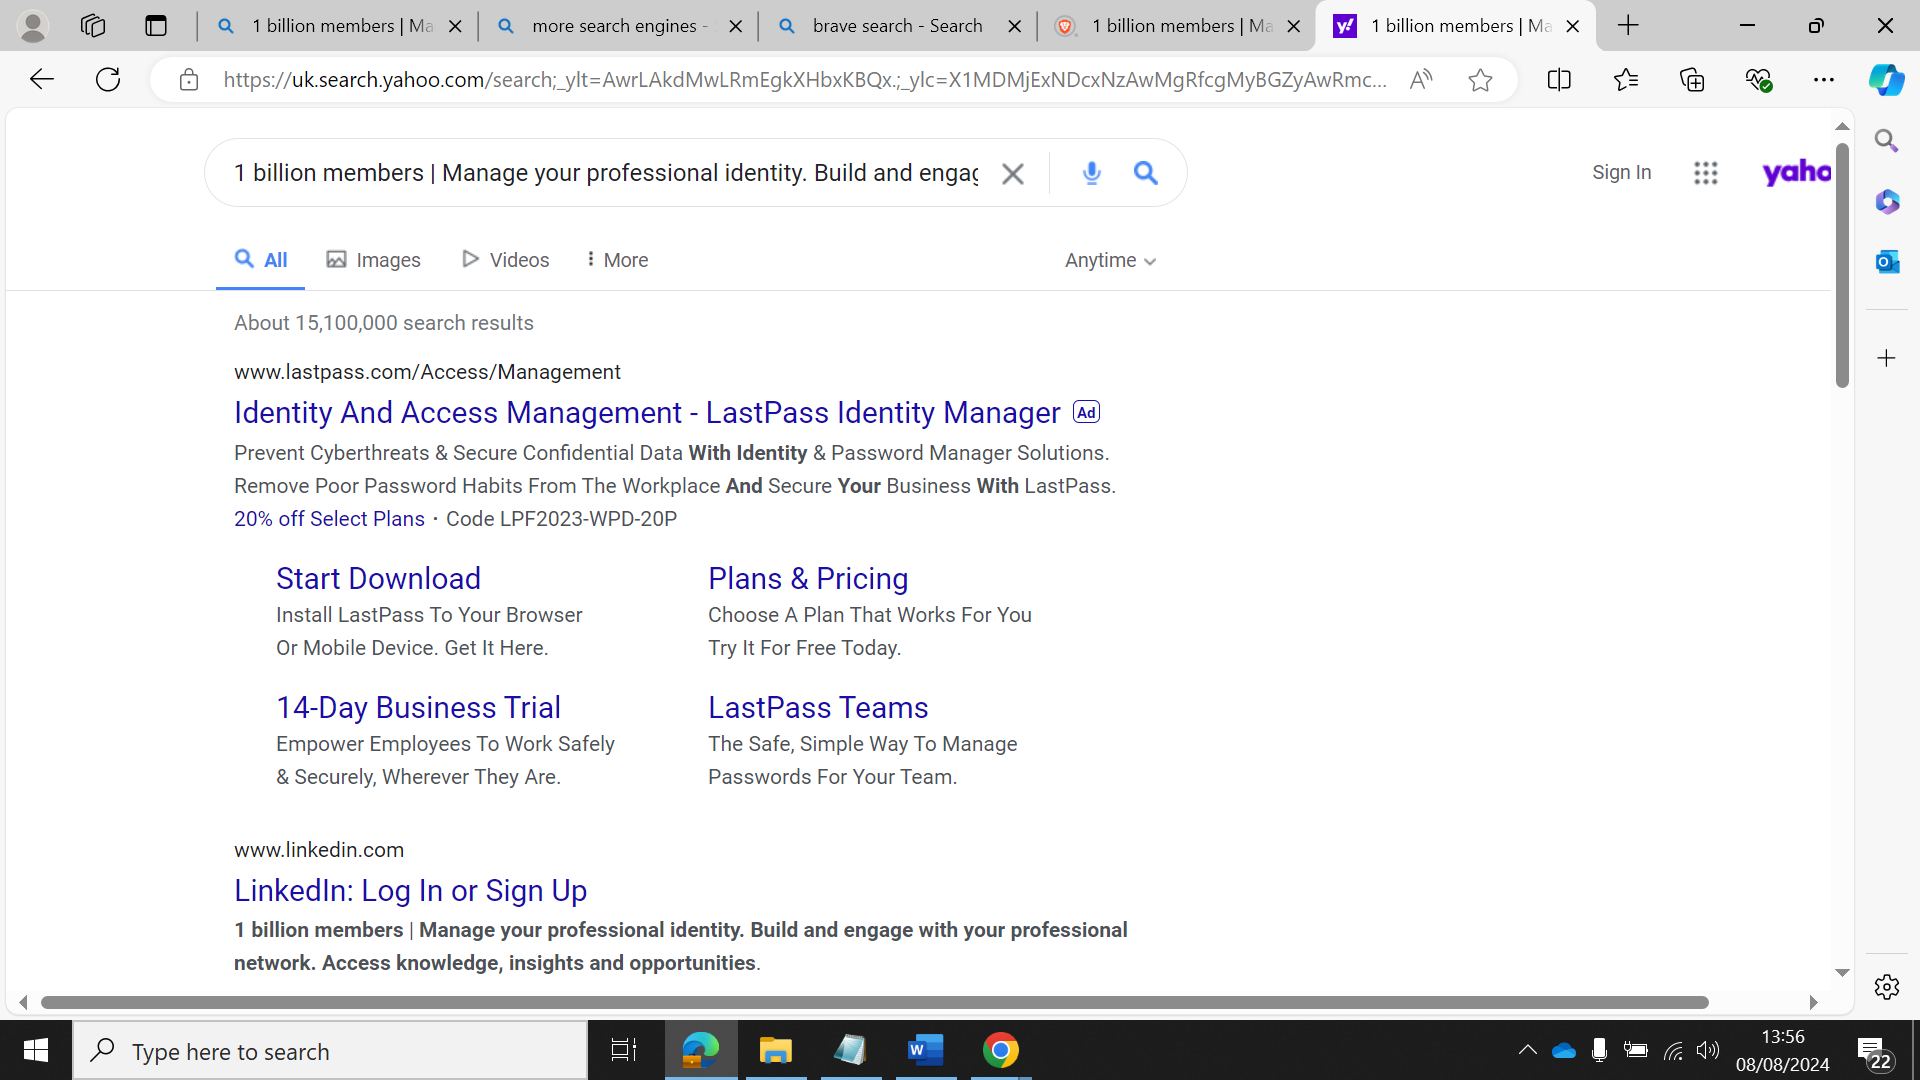 1 billion members | Ma
more search engines -
brave search - Search
1 billion members | Ma
1 billion members | Ma
https://uk.search.yahoo.com/search;_ylt=AwrLAkdMwLRmEgkXHbxKBQx.;_ylc=X1MDMjExNDcxNzAwMgRfcgMyBGZyAwRmc...
1 billion members | Manage your professional identity. Build and engag
Sign In
yaho
All
Images
Videos
More
Anytime
About 15,100,000 search results
www.lastpass.com/Access/Management
Identity And Access Management - LastPass Identity Manager Ad
Prevent Cyberthreats & Secure Confidential Data With Identity & Password Manager Solutions.
Remove Poor Password Habits From The Workplace And Secure Your Business With LastPass.
20% off Select Plans · Code LPF2023-WPD-20P
Start Download
Install LastPass To Your Browser
Or Mobile Device. Get It Here.
Plans & Pricing
Choose A Plan That Works For You
Try It For Free Today.
14-Day Business Trial
Empower Employees To Work Safely
& Securely, Wherever They Are.
LastPass Teams
The Safe, Simple Way To Manage
Passwords For Your Team.
www.linkedin.com
LinkedIn: Log In or Sign Up
1 billion members | Manage your professional identity. Build and engage with your professional
network. Access knowledge, insights and opportunities.
Type here to search
13:56
08/08/2024
22